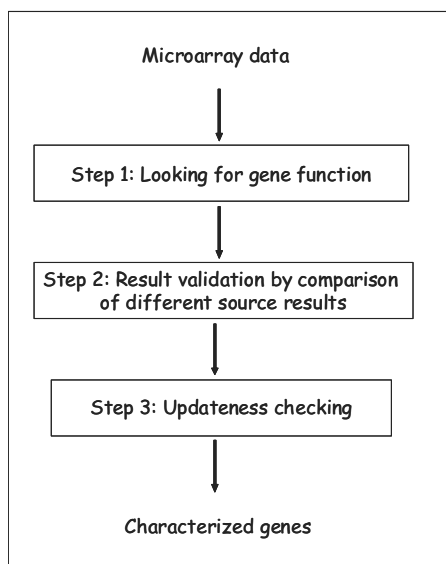 Microarray data
Step 1: Looking for gene function
Step 2: Result validation by comparison
of different source results
Step 3: Updateness checking
Characterized genes